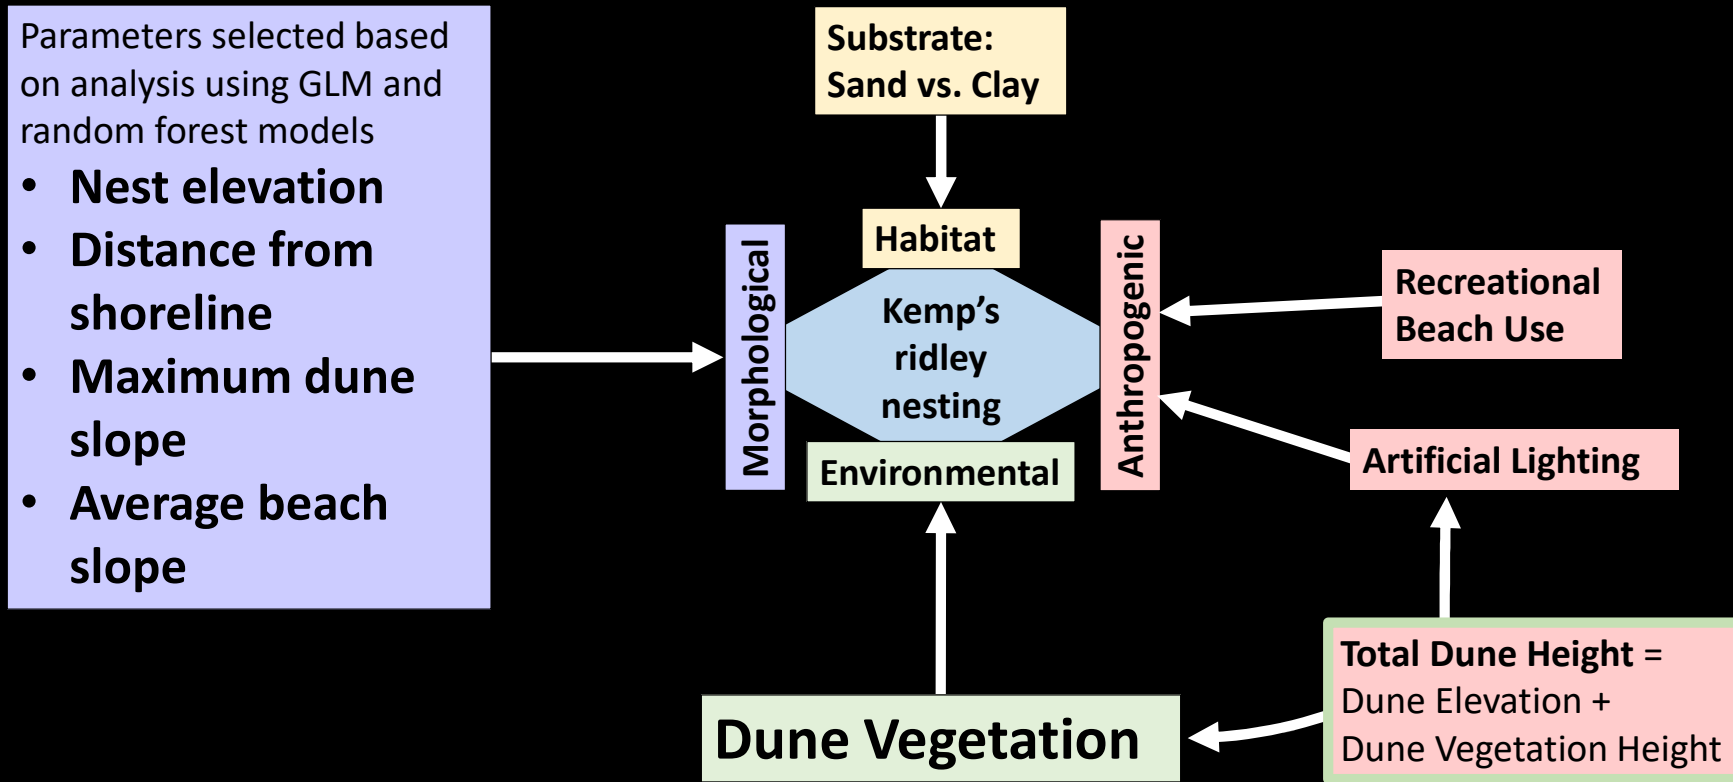 Parameters selected based
on analysis using GLM and
random forest models
• Nest elevation
• Distance from
shoreline
• Maximum dune
slope
• Average beach
slope
Substrate:
Sand vs. Clay
Habitat
Morphological
Kemp's
ridley
nesting
Anthropogenic
Environmental
Recreational
Beach Use
Artificial Lighting
Dune Vegetation
Total Dune Height =
Dune Elevation +
Dune Vegetation Height